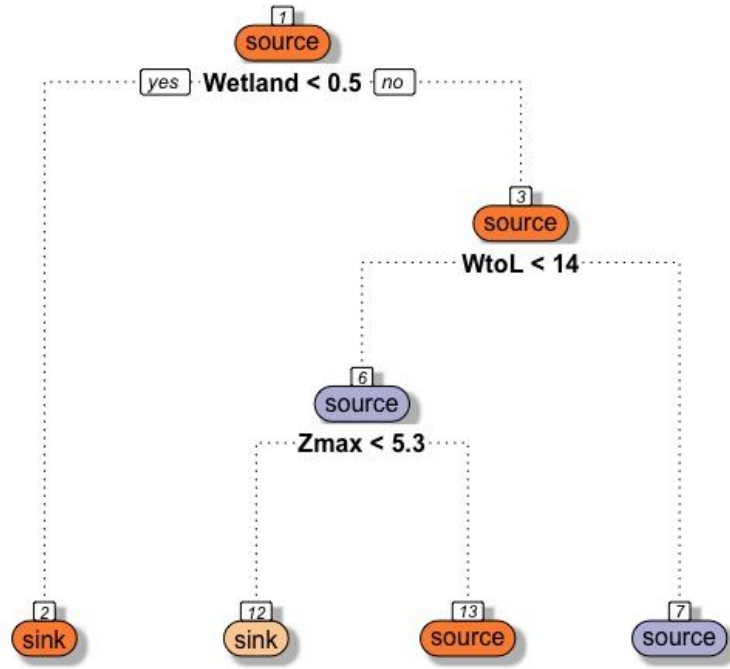 1
source
yes Wetland < 0.5 no
3
source
WtoL < 14
6
source
Zmax < 5.3
2 12 13 7
sink sink source source